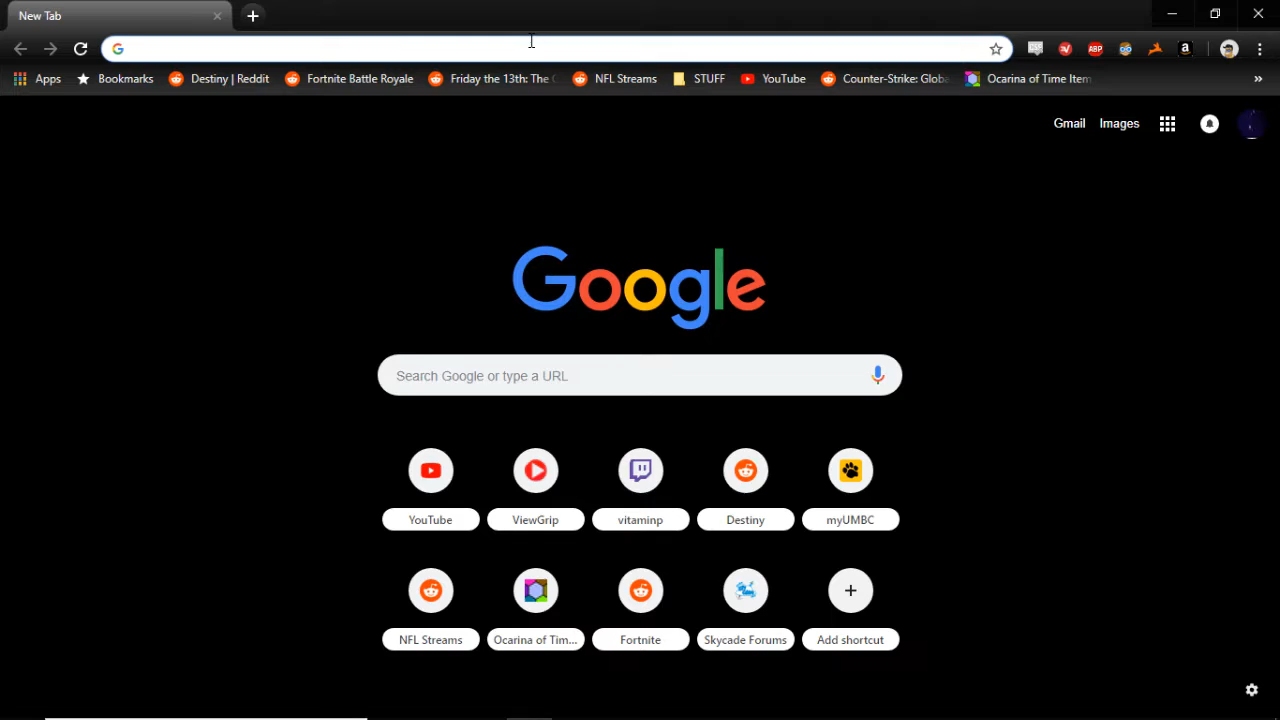 New Tab
Apps Bookmarks Destiny | Reddit Fortnite Battle Royale Friday the 13th: The NFL Streams STUFF YouTube Counter-Strike: Globa Ocarina of Time Item
Gmail Images
Google
Search Google or type a URL
YouTube ViewGrip vitaminp Destiny myUMBC
NFL Streams Ocarina of Tim... Fortnite Skycade Forums Add shortcut
ABP